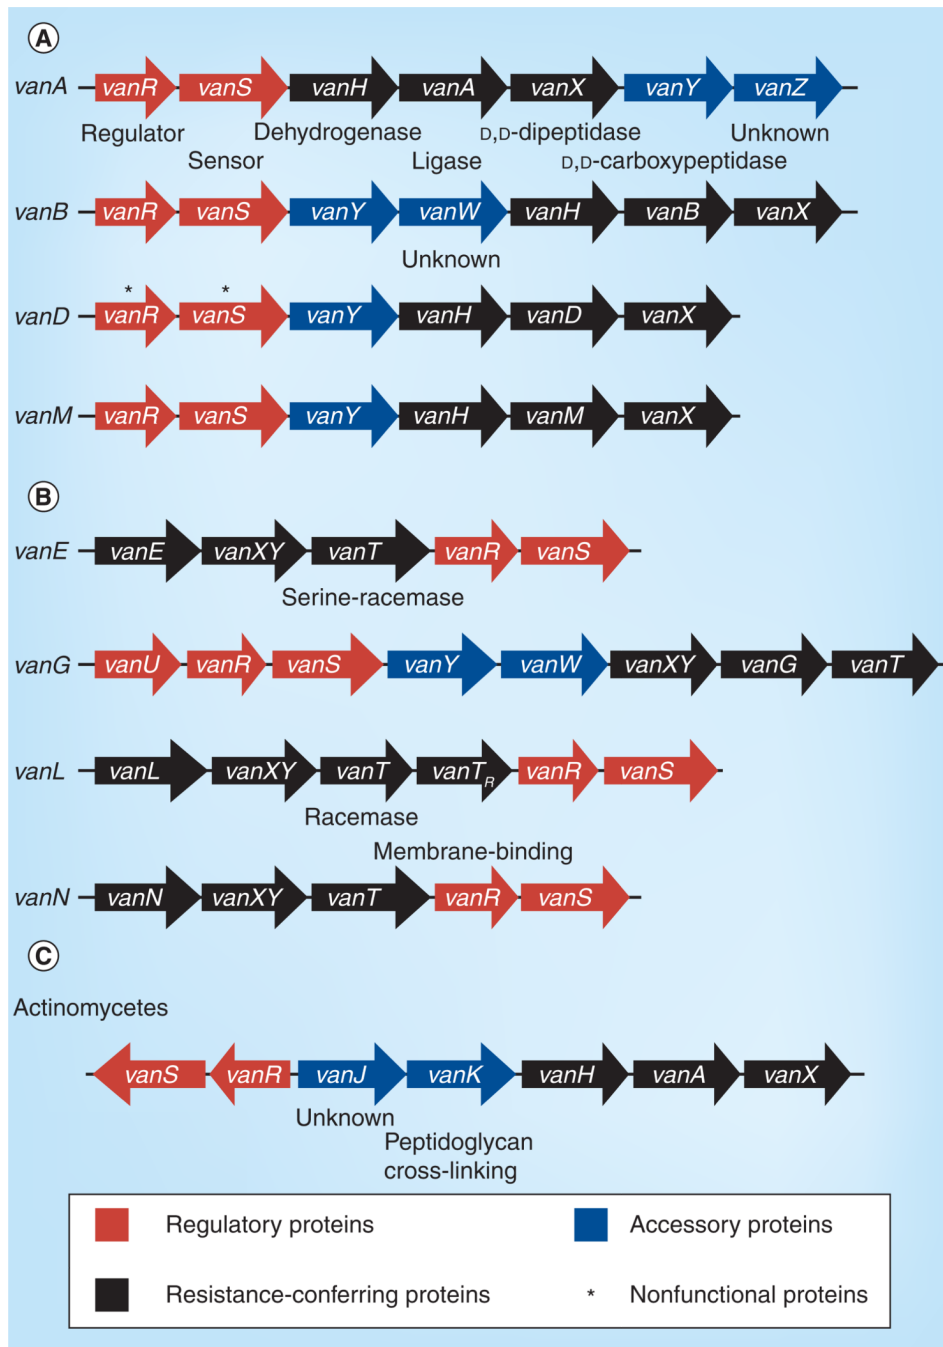 A
vanA vanR vanS vanH vanA vanX vanY vanZ
Regulator Dehydrogenase D,D-dipeptidase Unknown
Sensor Ligase D,D-carboxypeptidase
vanB vanR vanS vanY vanW vanH vanB vanX
Unknown
* *
vanD vanR vanS vanY vanH vanD vanX
vanM vanR vanS vanY vanH vanM vanX
B
vanE vanE vanXY vanT vanR vanS
Serine-racemase
vanG vanU vanR vanS vanY vanW vanXY vanG vanT
vanL vanL vanXY vanT vanTR vanR vanS
Racemase
Membrane-binding
vanN vanN vanXY vanT vanR vanS
C
Actinomycetes
vanS vanR vanJ vanK vanH vanA vanX
Unknown
Peptidoglycan
cross-linking
Regulatory proteins Accessory proteins
Resistance-conferring proteins * Nonfunctional proteins